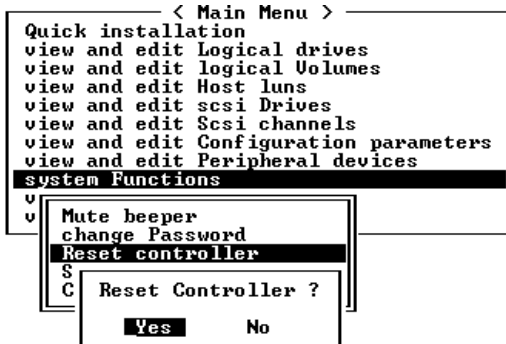 < Main Menu >
Quick installation
view and edit Logical drives
view and edit logical Volumes
view and edit Host luns
view and edit scsi Drives
view and edit Scsi channels
view and edit Configuration parameters
view and edit Peripheral devices
system Functions
v
v
Mute beeper
change Password
Reset controller
S
C
Reset Controller ?
Yes No